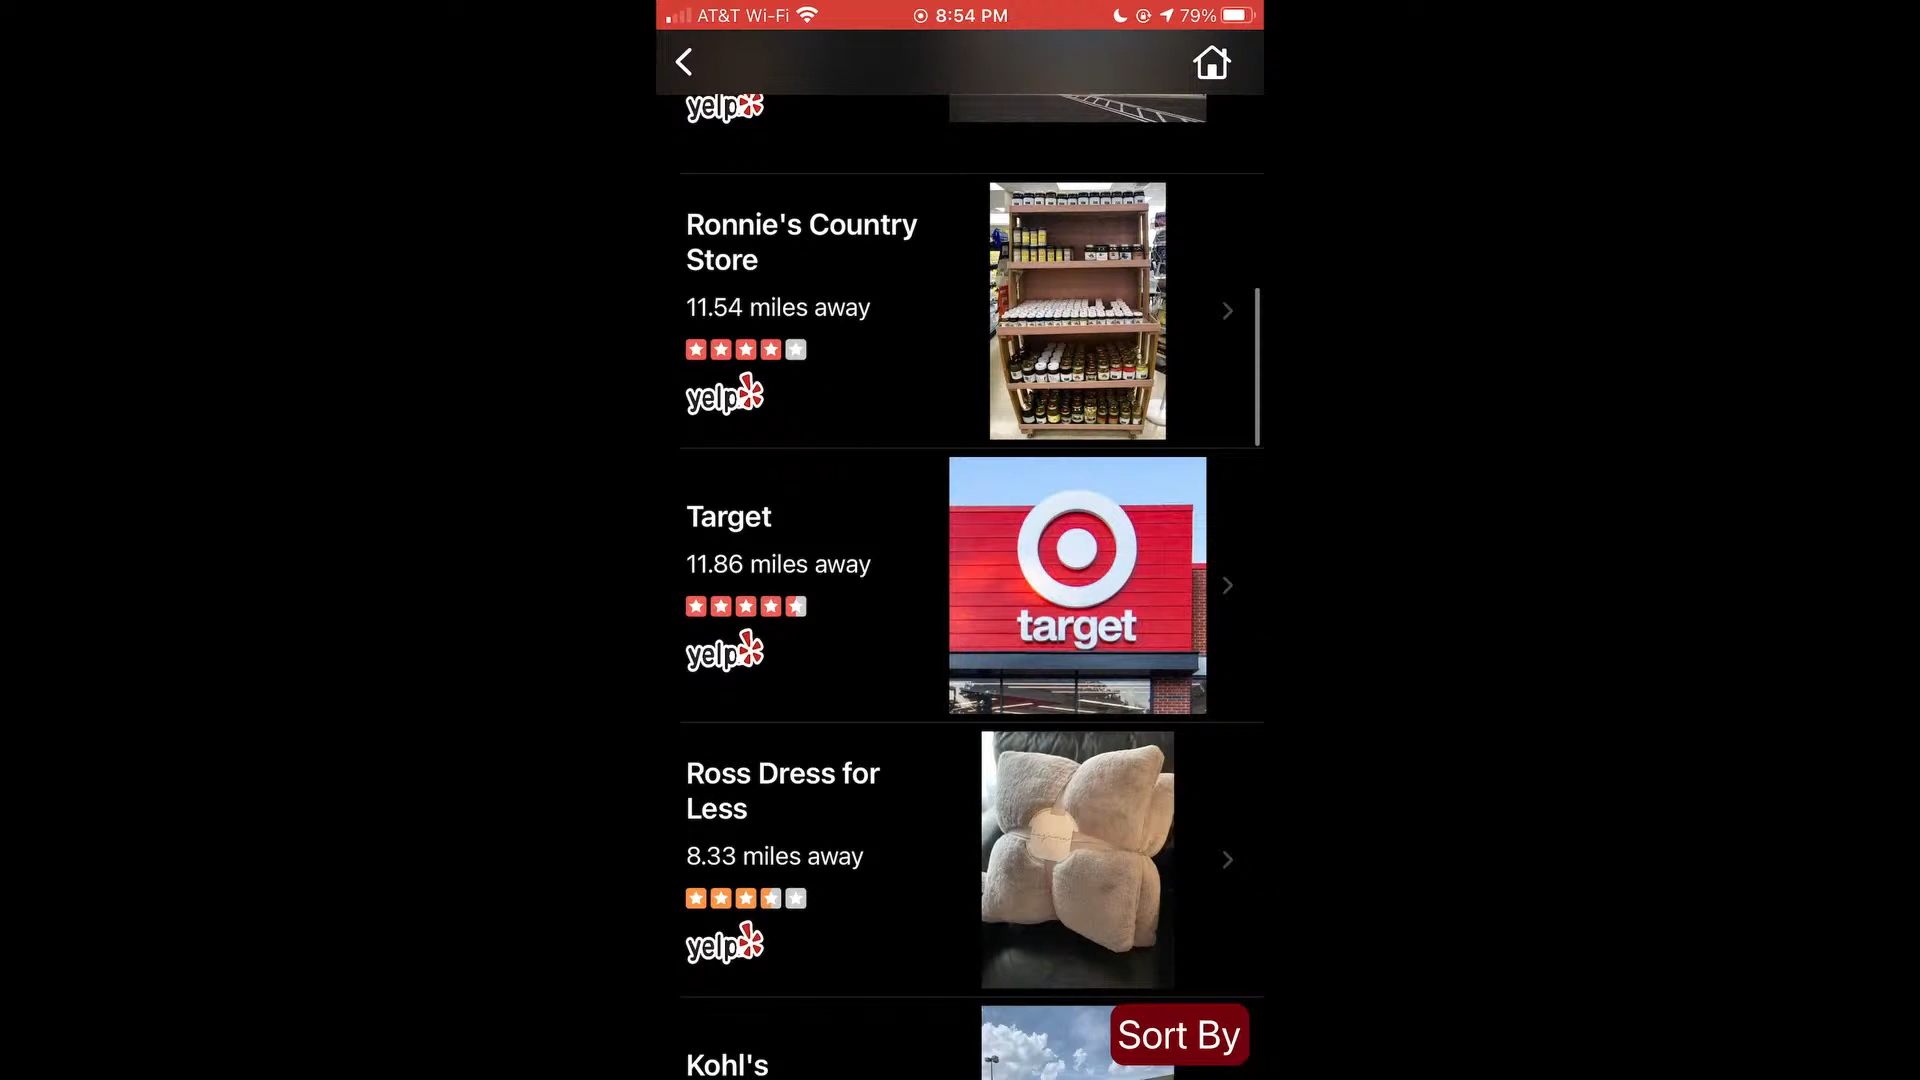 AT&T Wi-Fi 8:54 PM 79%
yelp
Ronnie's Country
Store
11.54 miles away
yelp
Target
11.86 miles away
yelp
target
Ross Dress for
Less
8.33 miles away
yelp
Kohl's
Sort By